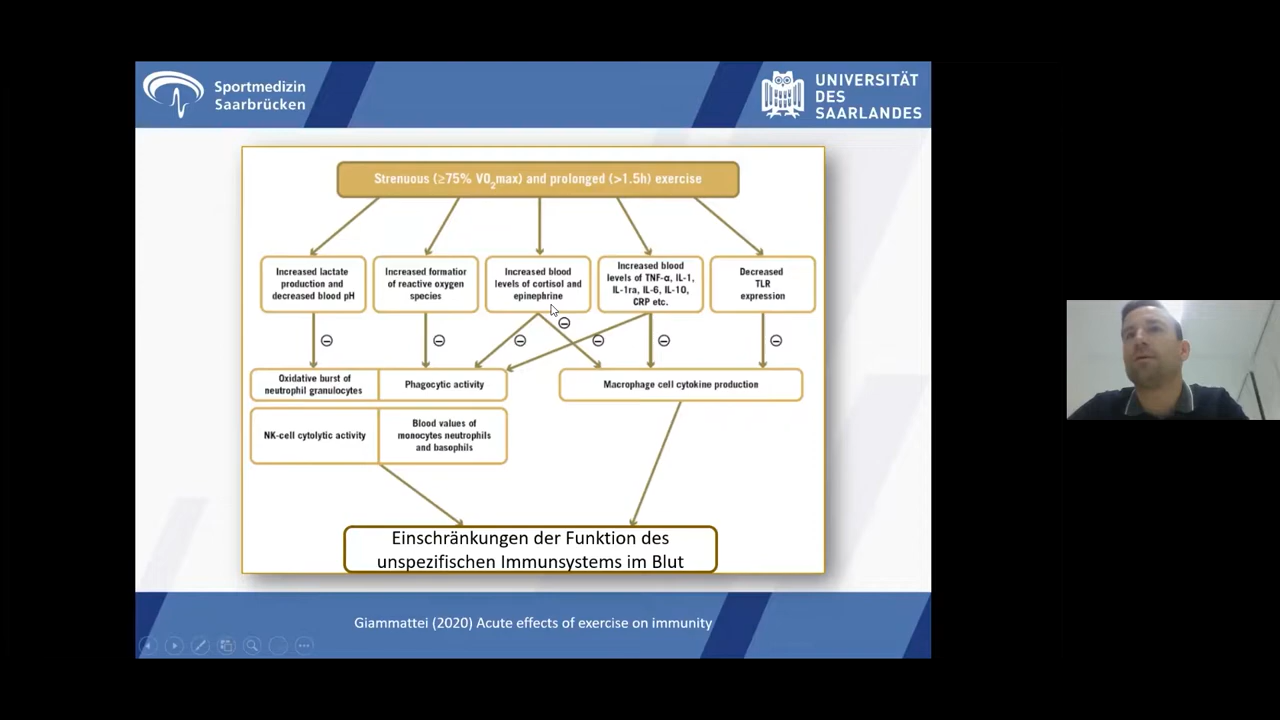 Sportmedizin
Saarbrücken
UNIVERSITÄT
DES
SAARLANDES
Strenuous (≥75% VO2max) and prolonged (>1.5h) exercise
Increased lactate
production and
decreased blood pH
Increased formatior
of reactive oxygen
species
Increased blood
levels of cortisol and
epinephrine
Increased blood
levels of TNF-α, IL-1,
IL-1ra, IL-6, IL-10,
CRP etc.
Decreased
TLR
expression
Oxidative burst of
neutrophil granulocytes
Phagocytic activity
Macrophage cell cytokine production
NK-cell cytolytic activity
Blood values of
monocytes neutrophils
and basophils
Einschränkungen der Funktion des
unspezifischen Immunsystems im Blut
Giammattei (2020) Acute effects of exercise on immunity